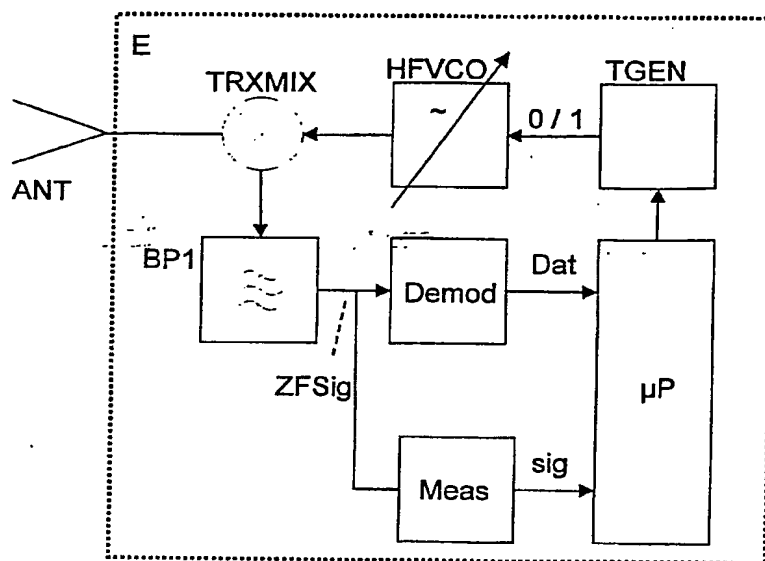 E
TRXMIX
HFVCO
TGEN
~
0 / 1
ANT
BP1
Demod
Dat
ZFSig
µP
Meas
sig